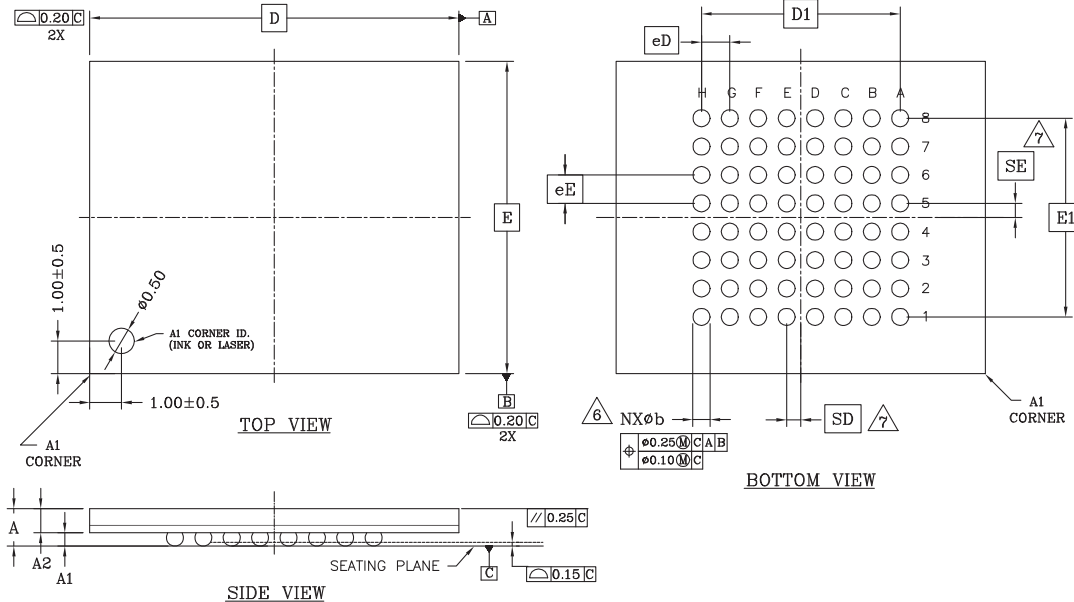 ⌓ 0.20 C
2X
D
A
D1
eD
H G F E D C B A
8
7
7
6
SE
eE
5
E
E1
4
1.00±0.5
ø0.50
3
2
A1 CORNER ID.
(INK OR LASER)
1
1.00±0.5
B
⌓ 0.20 C
2X
TOP VIEW
A1
CORNER
6 NXøb
SD 7
A1
CORNER
⌖ ø0.25Ⓜ C A B
ø0.10Ⓜ C
BOTTOM VIEW
A
A2
A1
// 0.25 C
SEATING PLANE
C
⌓ 0.15 C
SIDE VIEW